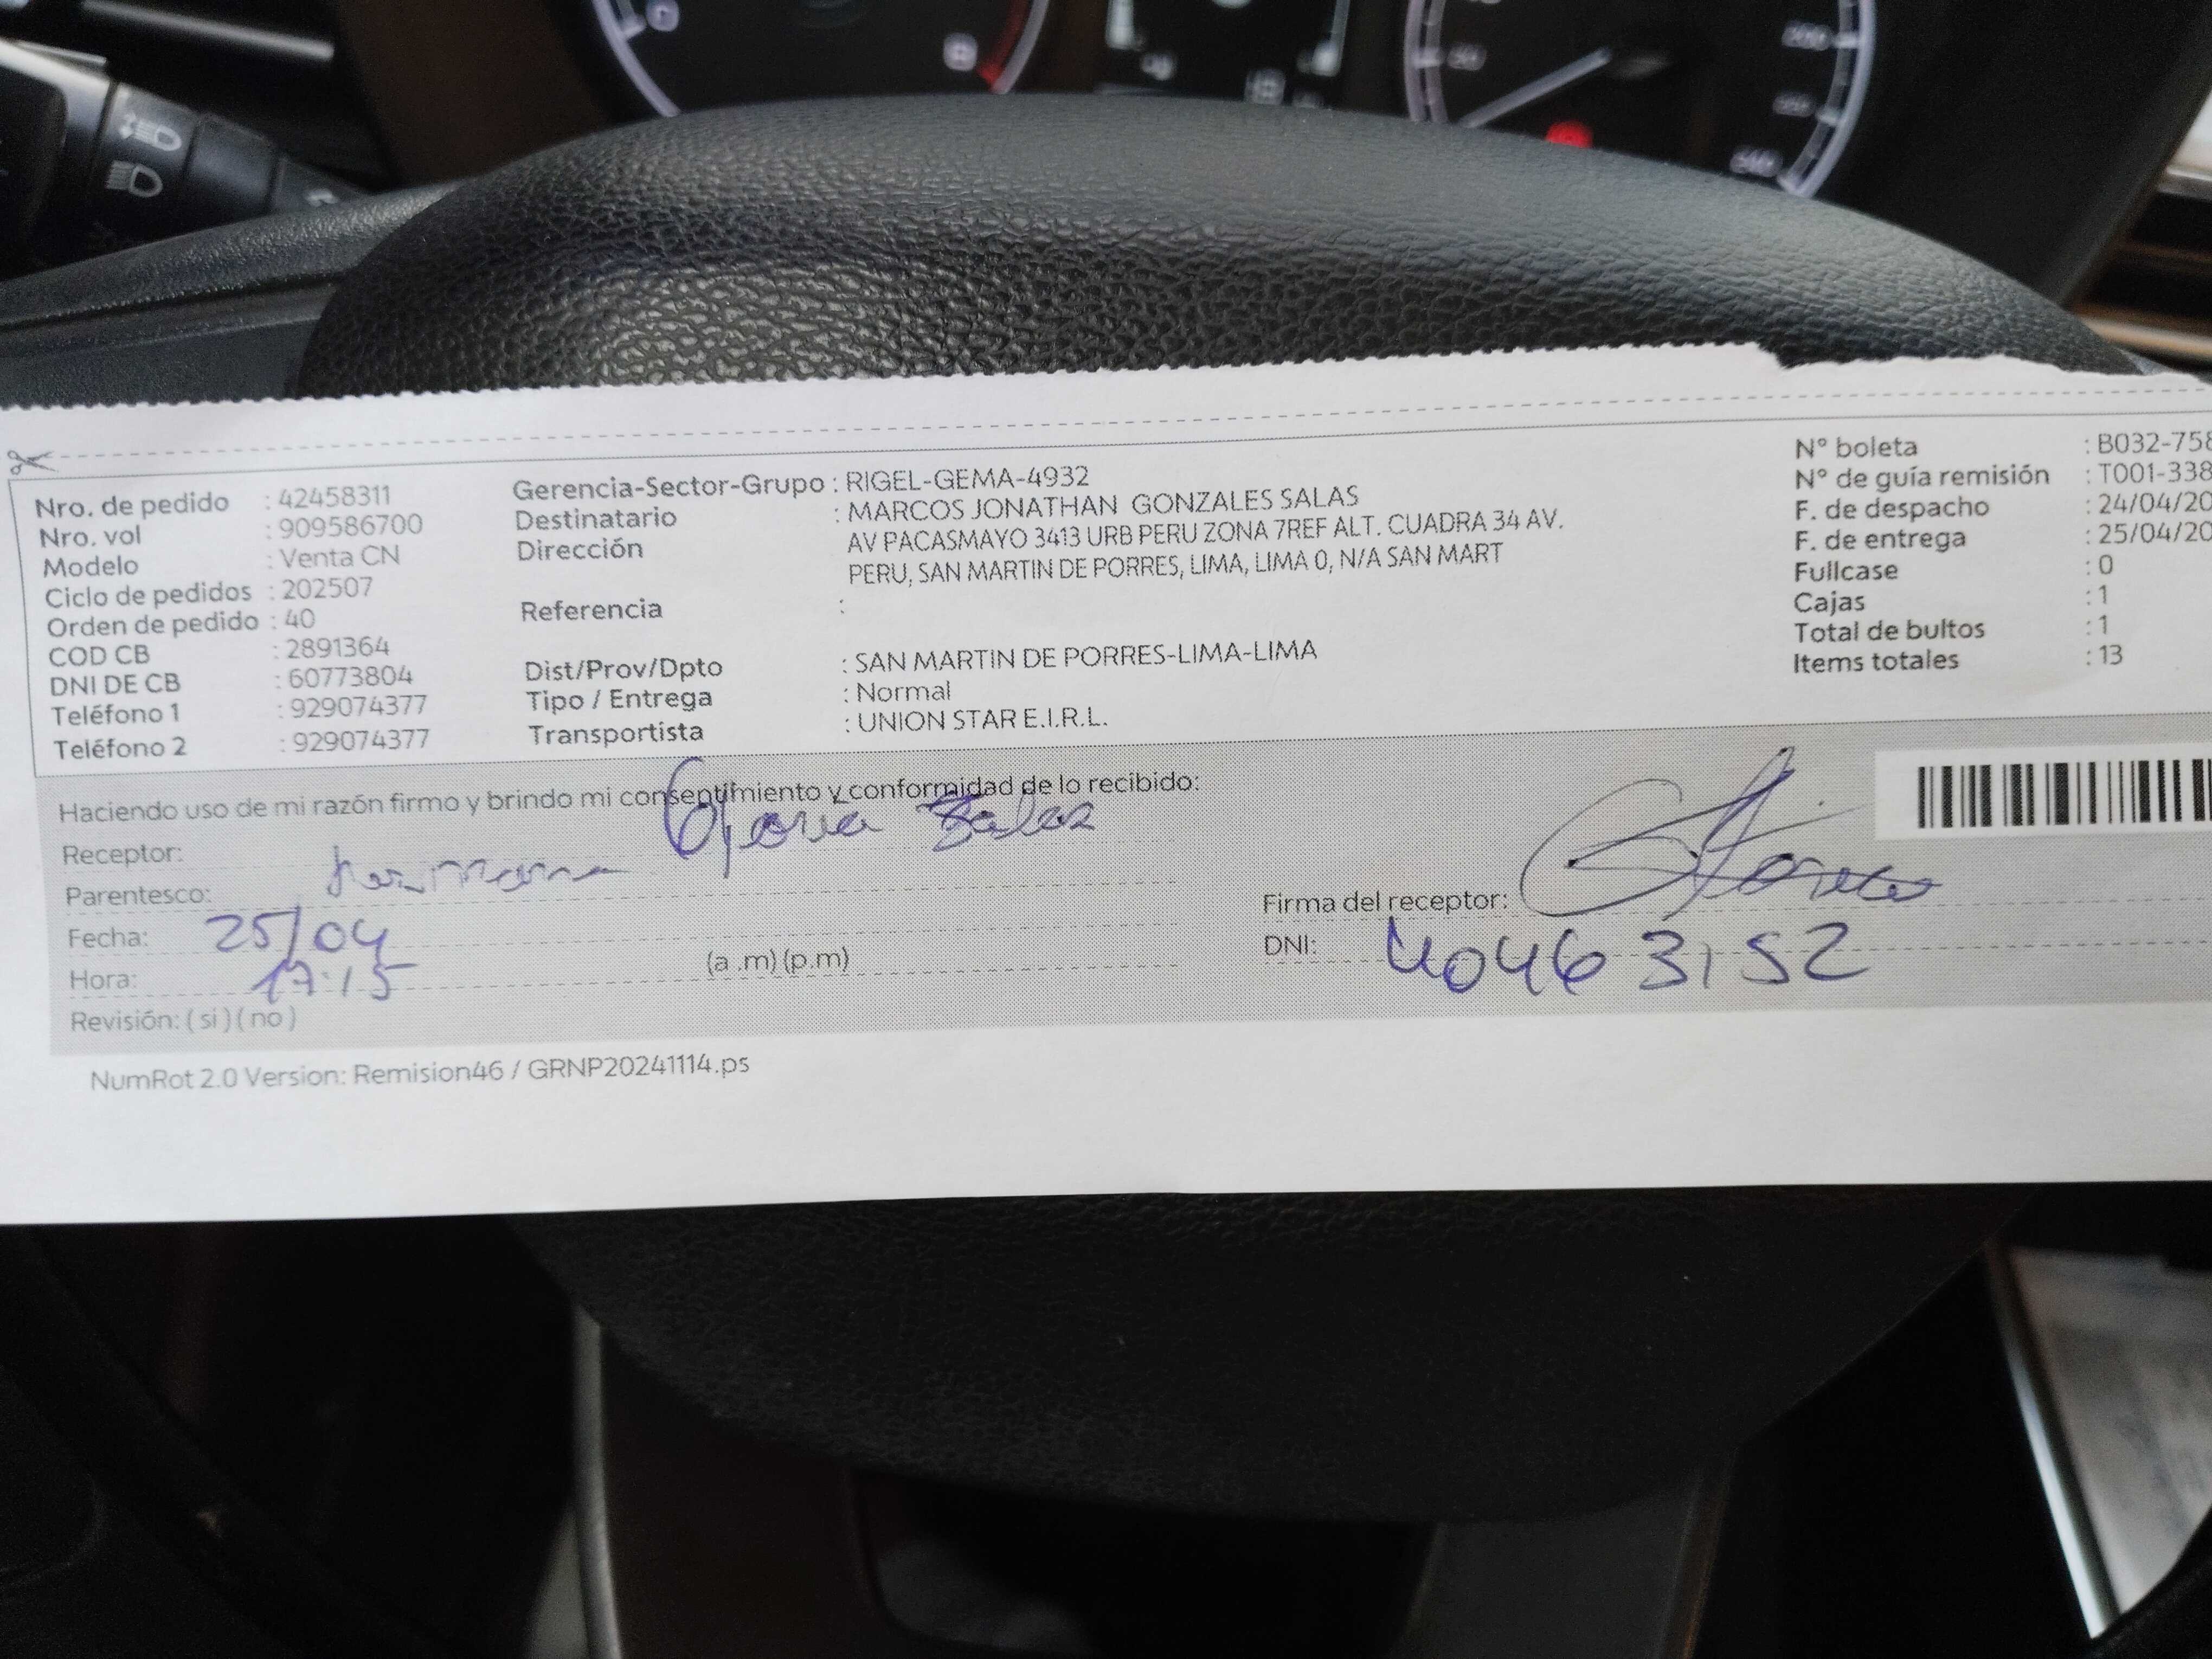 Nro. de pedido : 42458311
Nro. vol : 909586700
Modelo : Venta CN
Ciclo de pedidos : 202507
Orden de pedido : 40
COD CB : 2891364
DNI DE CB : 60773804
Teléfono 1 : 929074377
Teléfono 2 : 929074377
Gerencia-Sector-Grupo : RIGEL-GEMA-4932
Destinatario : MARCOS JONATHAN GONZALES SALAS
Dirección AV PACASMAYO 3413 URB PERU ZONA 7REF ALT. CUADRA 34 AV.
PERU, SAN MARTIN DE PORRES, LIMA, LIMA 0, N/A SAN MART
Referencia :
Dist/Prov/Dpto : SAN MARTIN DE PORRES-LIMA-LIMA
Tipo / Entrega : Normal
Transportista : UNION STAR E.I.R.L.
N° boleta : B032-758
N° de guía remisión : T001-338
F. de despacho : 24/04/20
F. de entrega : 25/04/20
Fullcase : 0
Cajas : 1
Total de bultos : 1
Items totales : 13
Haciendo uso de mi razón firmo y brindo mi consentimiento y conformidad de lo recibido:
Receptor: Gloria Salas
Parentesco: hermana
Fecha: 25/04
Hora: 17:15 (a .m) (p.m)
Revisión: ( si ) ( no )
Firma del receptor:
DNI: 40463152
NumRot 2.0 Version: Remision46 / GRNP20241114.ps